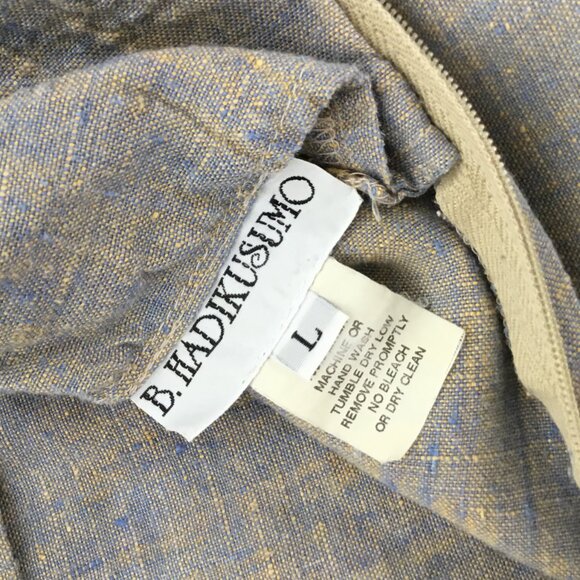 B. HADIKUSUMO
L
MACHINE OR
HAND WASH
TUMBLE DRY LOW
REMOVE PROMPTLY
NO BLEACH
OR DRY CLEAN